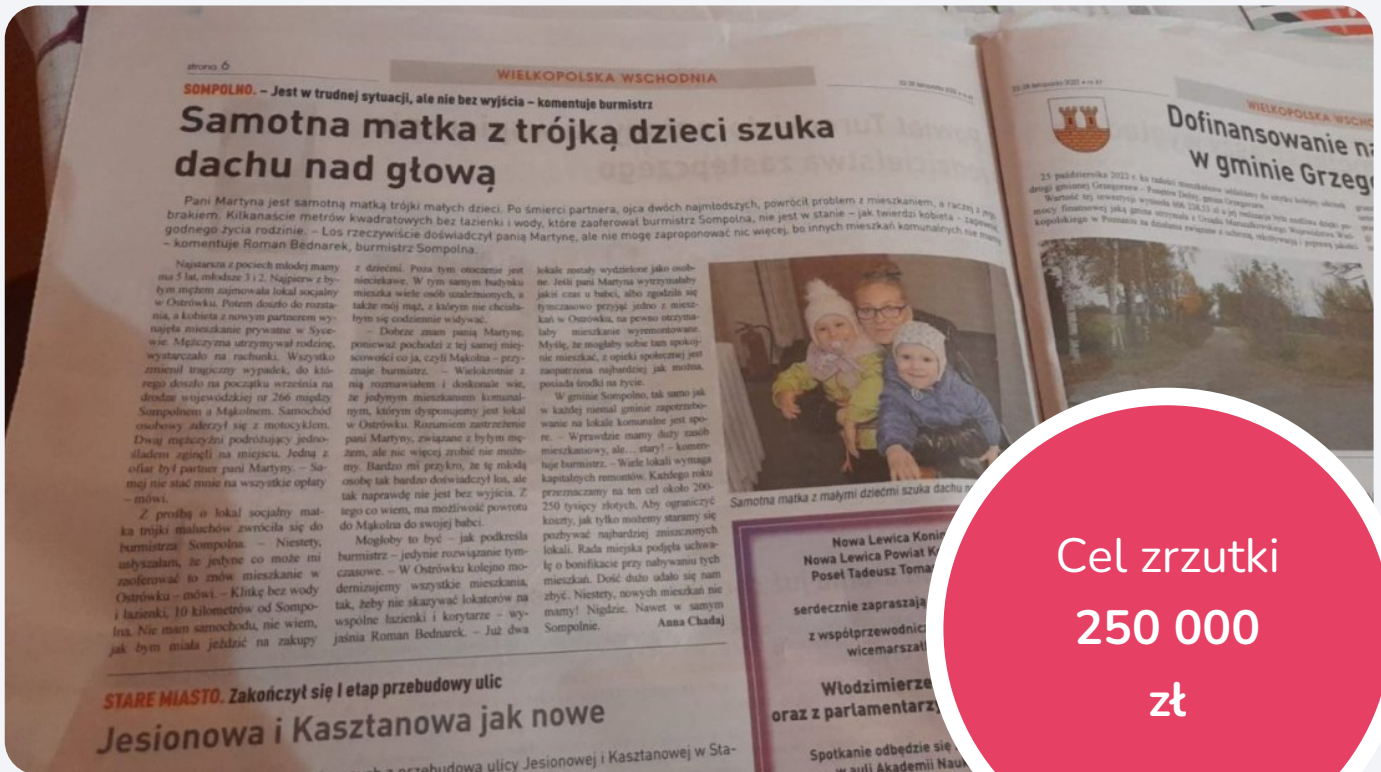 strona 6
WIELKOPOLSKA WSCHODNIA
SOMPOLNO. – Jest w trudnej sytuacji, ale nie bez wyjścia – komentuje burmistrz
Samotna matka z trójką dzieci szuka
dachu nad głową
Pani Martyna jest samotną matką trójki małych dzieci. Po śmierci partnera, ojca dwóch najmłodszych, powrócił problem z mieszkaniem, a raczej z jego
brakiem. Kilkanaście metrów kwadratowych bez łazienki i wody, które zaoferował burmistrz Sompolna, nie jest w stanie – jak twierdzi kobieta – zapewnić
godnego życia rodzinie. – Los rzeczywiście doświadczył panią Martynę, ale nie mogę zaproponować nic więcej, bo innych mieszkań komunalnych nie mamy
– komentuje Roman Bednarek, burmistrz Sompolna.
Najstarsza z pociech młodej mamy
ma 5 lat, młodsze 3 i 2. Najpierw z by-
łym mężem zajmowała lokal socjalny
w Ostrówku. Potem doszło do rozsta-
nia, a kobieta z nowym partnerem wy-
najęła mieszkanie prywatne w Syce-
wie. Mężczyzna utrzymywał rodzinę,
wystarczało na rachunki. Wszystko
zmienił tragiczny wypadek, do któ-
rego doszło na początku września na
drodze wojewódzkiej nr 266 między
Sompolnem a Mąkolnem. Samochód
osobowy zderzył się z motocyklem.
Dwaj mężczyźni podróżujący jedno-
śladem zginęli na miejscu. Jedną z
ofiar był partner pani Martyny. – Sa-
mej nie stać mnie na wszystkie opłaty
– mówi.
Z prośbą o lokal socjalny mat-
ka trójki maluchów zwróciła się do
burmistrza Sompolna. – Niestety,
usłyszałam, że jedyne co może mi
zaoferować to znów mieszkanie w
Ostrówku – mówi. – Klitkę bez wody
i łazienki, 10 kilometrów od Sompo-
lna. Nie mam samochodu, nie wiem,
jak bym miała jeździć na zakupy
z dziećmi. Poza tym otoczenie jest
nieciekawe. W tym samym budynku
mieszka wiele osób uzależnionych, a
także mój mąż, z którym nie chciała-
bym się codziennie widywać.
– Dobrze znam panią Martynę,
ponieważ pochodzi z tej samej miej-
scowości co ja, czyli Mąkolna – przy-
znaje burmistrz. – Wielokrotnie z
nią rozmawiałem i doskonale wie,
że jedynym mieszkaniem komunal-
nym, którym dysponujemy jest lokal
w Ostrówku. Rozumiem zastrzeżenie
pani Martyny, związane z byłym mę-
żem, ale nic więcej zrobić nie może-
my. Bardzo mi przykro, że tę młodą
osobę tak bardzo doświadczył los, ale
tak naprawdę nie jest bez wyjścia. Z
tego co wiem, ma możliwość powrotu
do Mąkolna do swojej babci.
Mogłoby to być – jak podkreśla
burmistrz – jedynie rozwiązanie tym-
czasowe. – W Ostrówku kolejno mo-
dernizujemy wszystkie mieszkania,
tak, żeby nie skazywać lokatorów na
wspólne łazienki i korytarze – wy-
jaśnia Roman Bednarek. – Już dwa
lokale zostały wydzielone jako osob-
ne. Jeśli pani Martyna wytrzymałaby
jakiś czas u babci, albo zgodziła się
tymczasowo przyjąć jedno z miesz-
kań w Ostrówku, na pewno otrzyma-
łaby mieszkanie wyremontowane.
Myślę, że mogłaby sobie tam spokoj-
nie mieszkać, z opieki społecznej jest
zaopatrzona najbardziej jak można,
posiada środki na życie.
W gminie Sompolno, tak samo jak
w każdej niemal gminie zapotrzebo-
wanie na lokale komunalne jest spo-
re. – Wprawdzie mamy duży zasób
mieszkaniowy, ale... stary! – komen-
tuje burmistrz. – Wiele lokali wymaga
kapitalnych remontów. Każdego roku
przeznaczamy na ten cel około 200-
250 tysięcy złotych. Aby ograniczyć
koszty, jak tylko możemy staramy się
pozbywać najbardziej zniszczonych
lokali. Rada miejska podjęła uchwa-
łę o bonifikacie przy nabywaniu tych
mieszkań. Dość dużo udało się nam
zbyć. Niestety, nowych mieszkań nie
mamy! Nigdzie. Nawet w samym
Sompolnie.
Anna Chadaj
Samotna matka z małymi dziećmi szuka dachu
Nowa Lewica Konin
Nowa Lewica Powiat
Poseł Tadeusz
serdecznie zapraszają
z
Włodzimierze
oraz z
Spotkanie odbędzie się
w auli Akademii
STARE MIASTO. Zakończył się I etap przebudowy ulic
Jesionowa i Kasztanowa jak nowe
przebudowa ulicy Jesionowej i Kasztanowej w Sta-
WIELKOPOLSKA
Dofinansowanie
w gminie
Cel zrzutki
250 000
zł